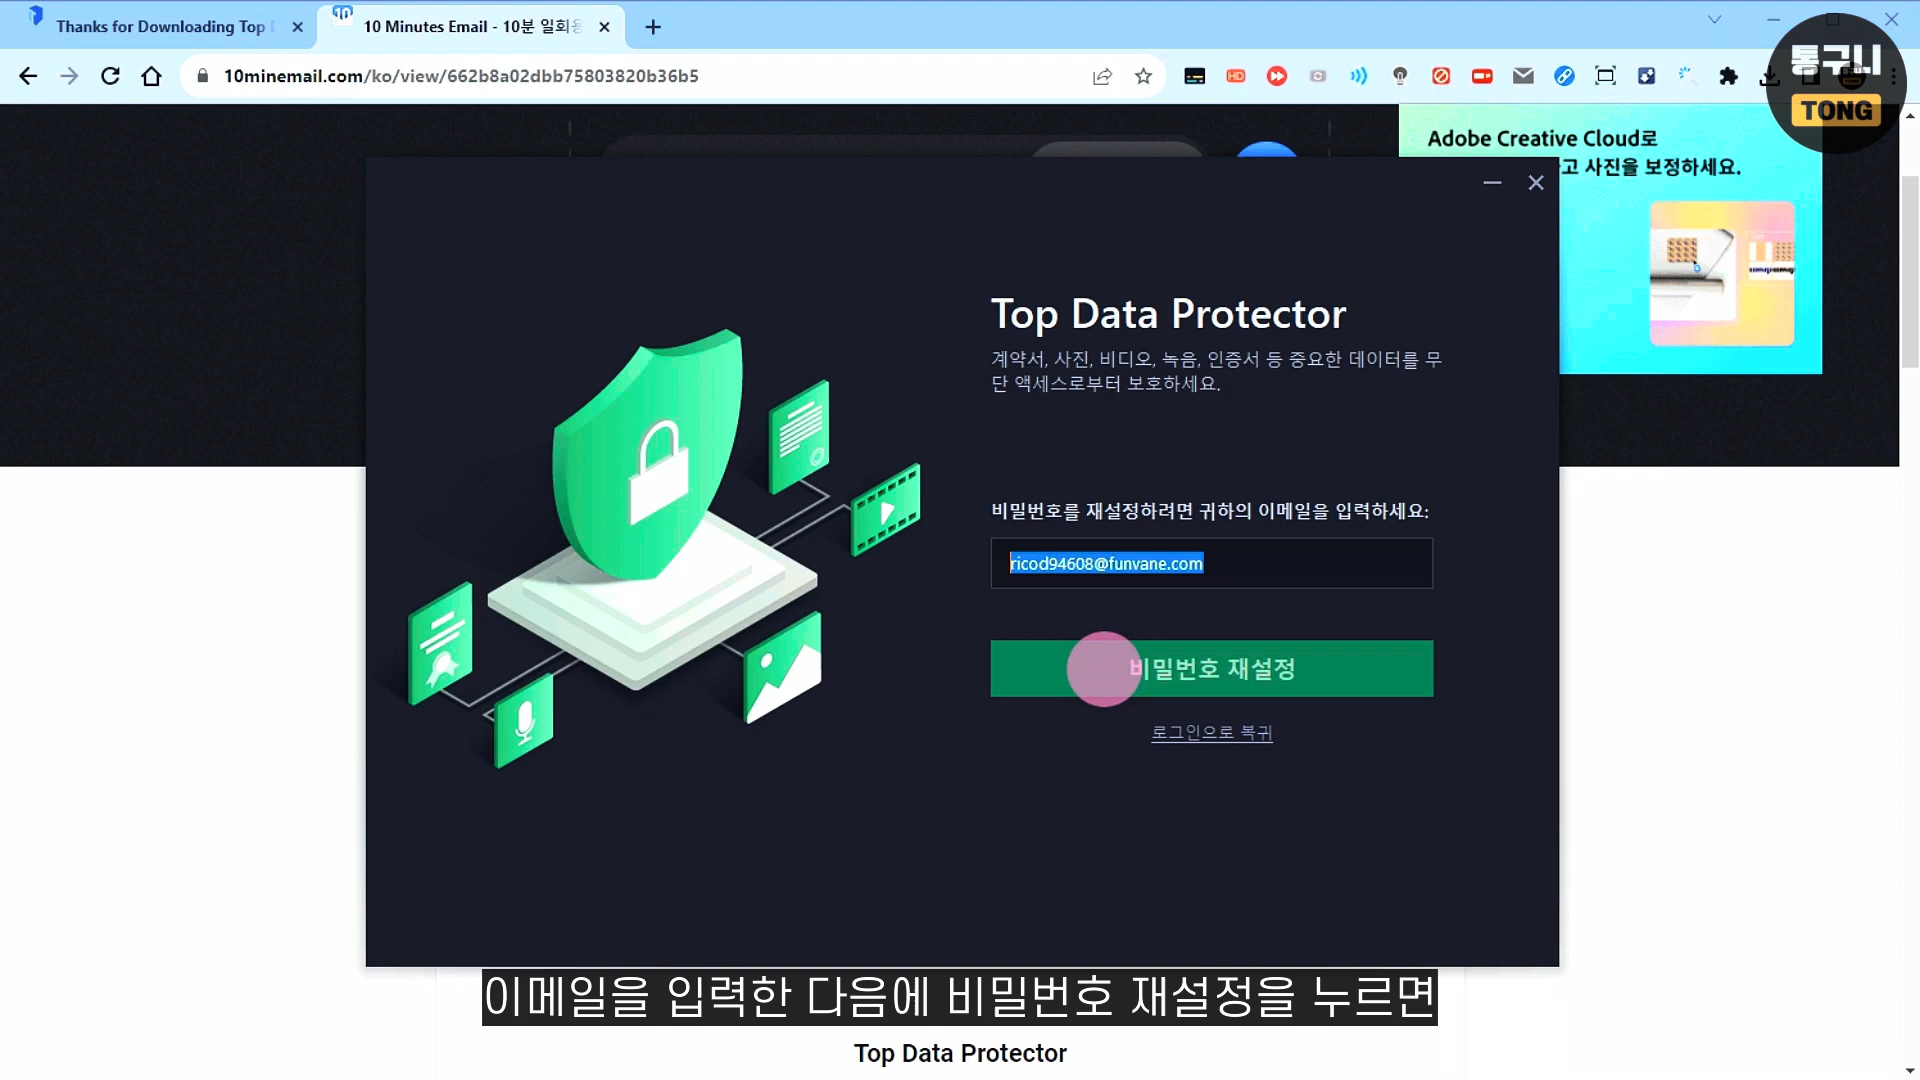 Thanks for Downloading Top
10 Minutes Email - 10분 일회용
10minemail.com/ko/view/662b8a02dbb75803820b36b5
HD
통구니
TONG
Adobe Creative Cloud로
고 사진을 보정하세요.
Top Data Protector
계약서, 사진, 비디오, 녹음, 인증서 등 중요한 데이터를 무
단 액세스로부터 보호하세요.
비밀번호를 재설정하려면 귀하의 이메일을 입력하세요:
ricod94608@funvane.com
비밀번호 재설정
로그인으로 복귀
이메일을 입력한 다음에 비밀번호 재설정을 누르면
Top Data Protector